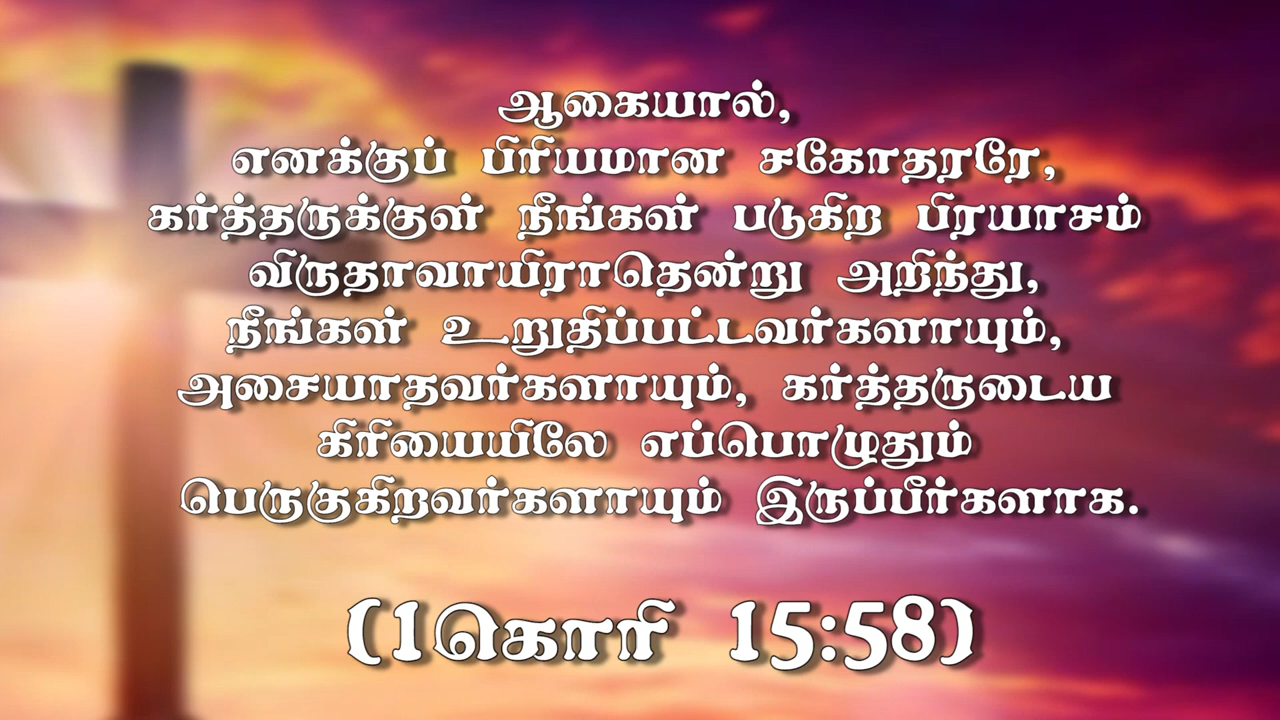 ஆகையால்,
எனக்குப் பிரியமான சகோதரரே,
கர்த்தருக்குள் நீங்கள் படுகிற பிரயாசம்
விருதாவாயிராதென்று அறிந்து,
நீங்கள் உறுதிப்பட்டவர்களாயும்,
அசையாதவர்களாயும், கர்த்தருடைய
கிரியையிலே எப்பொழுதும்
பெருகுகிறவர்களாயும் இருப்பீர்களாக.
(1கொரி 15:58)